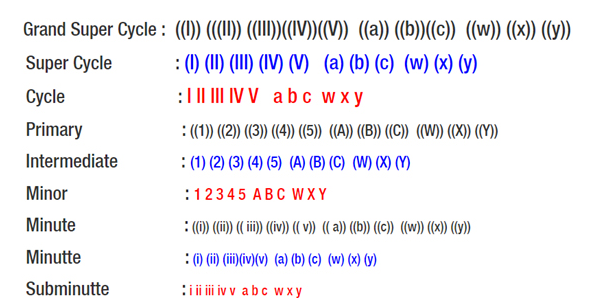 Grand Super Cycle : ((I)) (((II)) ((III))((IV))((V)) ((a)) ((b))((c)) ((w)) ((x)) ((y))
Super Cycle : (I) (II) (III) (IV) (V) (a) (b) (c) (w) (x) (y)
Cycle : I II III IV V a b c w x y
Primary : ((1)) ((2)) ((3)) ((4)) ((5)) ((A)) ((B)) ((C)) ((W)) ((X)) ((Y))
Intermediate : (1) (2) (3) (4) (5) (A) (B) (C) (W) (X) (Y)
Minor : 1 2 3 4 5 A B C W X Y
Minute : ((i)) ((ii)) (( iii)) ((iv)) (( v)) (( a)) ((b)) ((c)) ((w)) ((x)) ((y))
Minutte : (i) (ii) (iii)(iv)(v) (a) (b) (c) (w) (x) (y)
Subminutte : i ii iii iv v a b c w x y